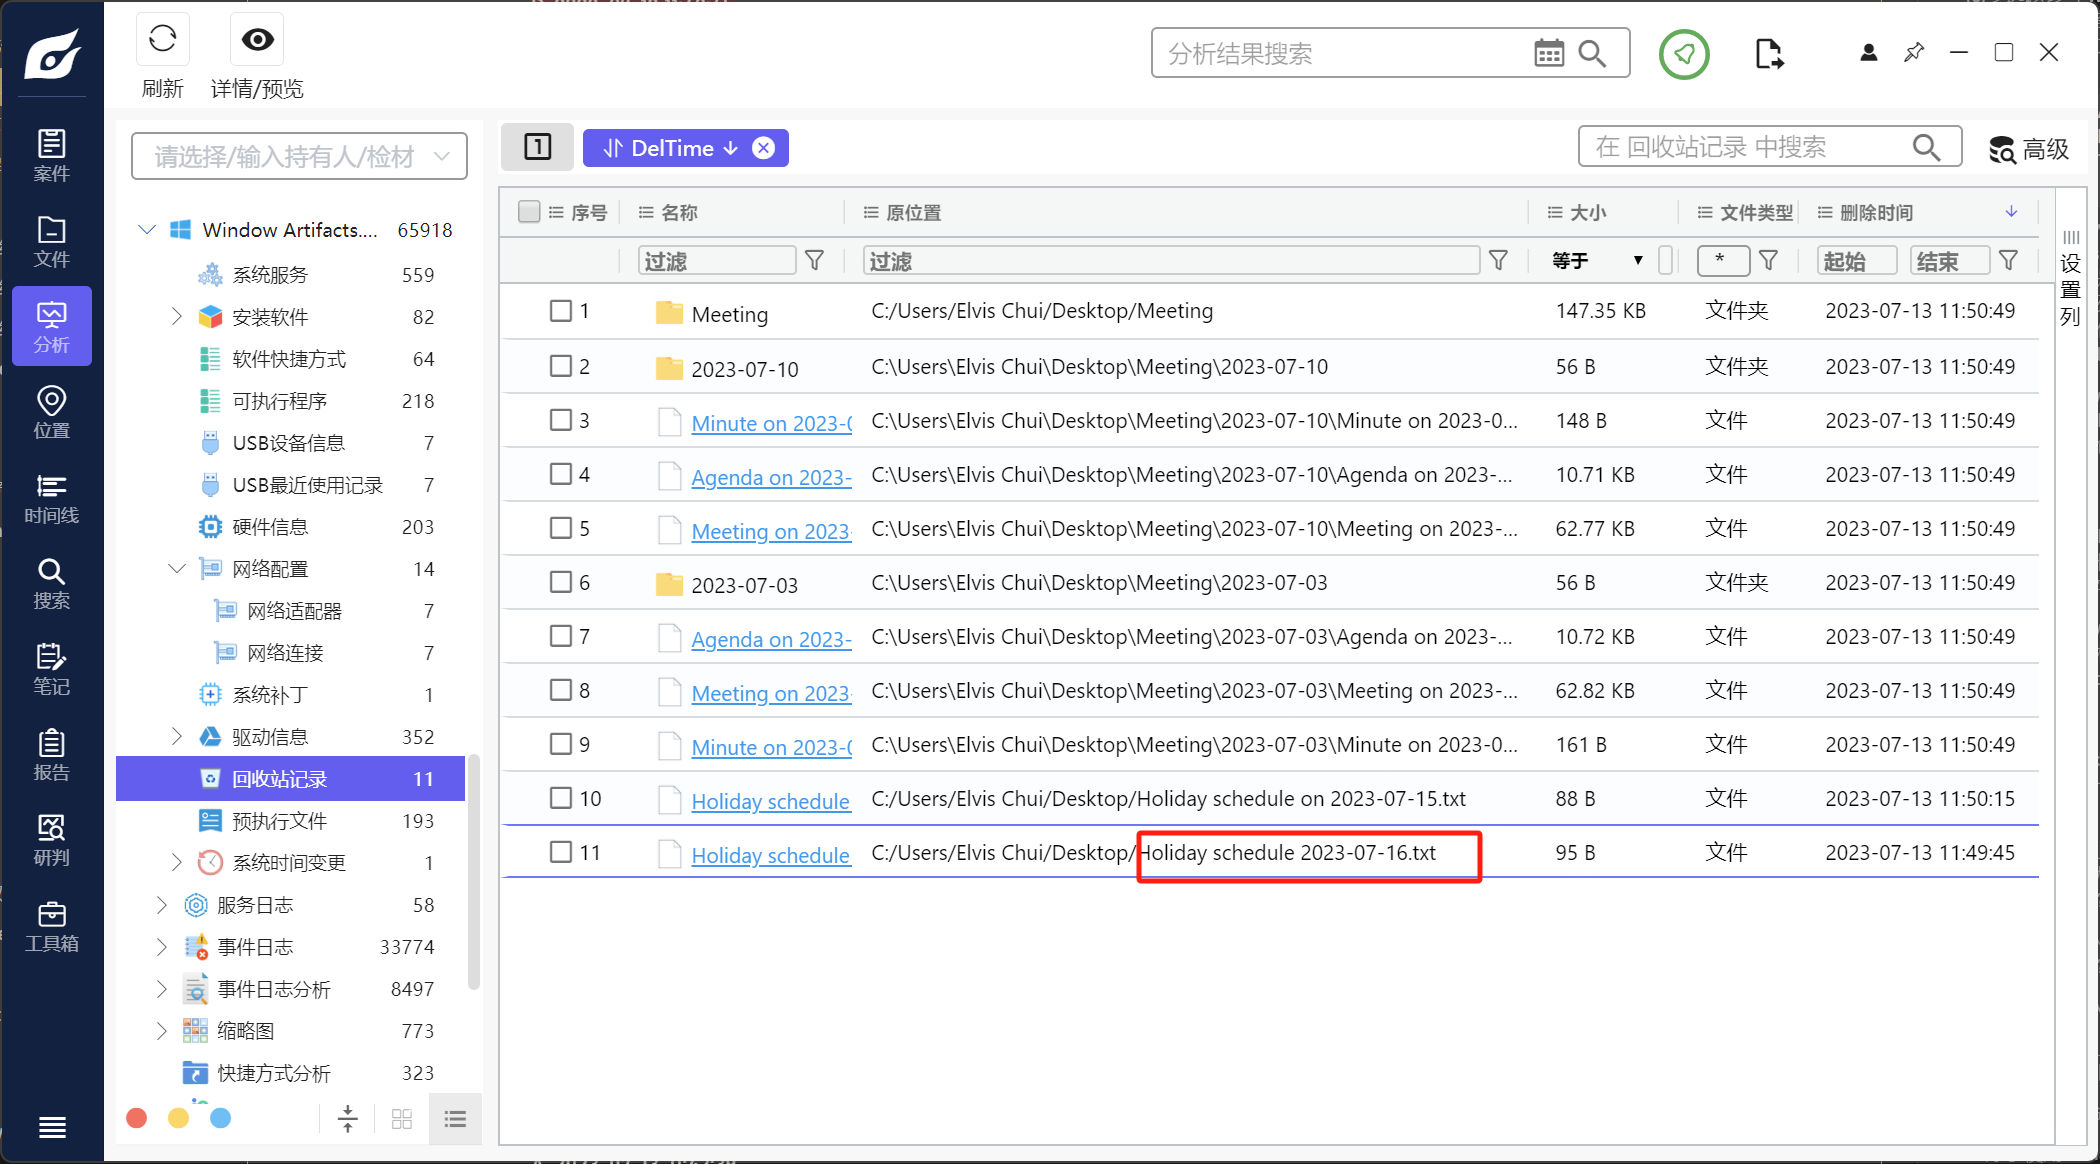 刷新
详情/预览
分析结果搜索
案件
文件
分析
位置
时间线
搜索
笔记
报告
研判
工具箱
请选择/输入持有人/检材
Window Artifacts.... 65918
系统服务 559
安装软件 82
软件快捷方式 64
可执行程序 218
USB设备信息 7
USB最近使用记录 7
硬件信息 203
网络配置 14
网络适配器 7
网络连接 7
系统补丁 1
驱动信息 352
回收站记录 11
预执行文件 193
系统时间变更 1
服务日志 58
事件日志 33774
事件日志分析 8497
缩略图 773
快捷方式分析 323
1 DelTime
在 回收站记录 中搜索
高级
序号 名称 原位置 大小 文件类型 删除时间
过滤 过滤 等于 * 起始 结束
1 Meeting C:/Users/Elvis Chui/Desktop/Meeting 147.35 KB 文件夹 2023-07-13 11:50:49
2 2023-07-10 C:\Users\Elvis Chui\Desktop\Meeting\2023-07-10 56 B 文件夹 2023-07-13 11:50:49
3 Minute on 2023-0 C:\Users\Elvis Chui\Desktop\Meeting\2023-07-10\Minute on 2023-0... 148 B 文件 2023-07-13 11:50:49
4 Agenda on 2023- C:\Users\Elvis Chui\Desktop\Meeting\2023-07-10\Agenda on 2023-... 10.71 KB 文件 2023-07-13 11:50:49
5 Meeting on 2023- C:\Users\Elvis Chui\Desktop\Meeting\2023-07-10\Meeting on 2023-... 62.77 KB 文件 2023-07-13 11:50:49
6 2023-07-03 C:\Users\Elvis Chui\Desktop\Meeting\2023-07-03 56 B 文件夹 2023-07-13 11:50:49
7 Agenda on 2023- C:\Users\Elvis Chui\Desktop\Meeting\2023-07-03\Agenda on 2023-... 10.72 KB 文件 2023-07-13 11:50:49
8 Meeting on 2023- C:\Users\Elvis Chui\Desktop\Meeting\2023-07-03\Meeting on 2023-... 62.82 KB 文件 2023-07-13 11:50:49
9 Minute on 2023-0 C:\Users\Elvis Chui\Desktop\Meeting\2023-07-03\Minute on 2023-0... 161 B 文件 2023-07-13 11:50:49
10 Holiday schedule C:/Users/Elvis Chui/Desktop/Holiday schedule on 2023-07-15.txt 88 B 文件 2023-07-13 11:50:15
11 Holiday schedule C:/Users/Elvis Chui/Desktop/Holiday schedule 2023-07-16.txt 95 B 文件 2023-07-13 11:49:45
设置列